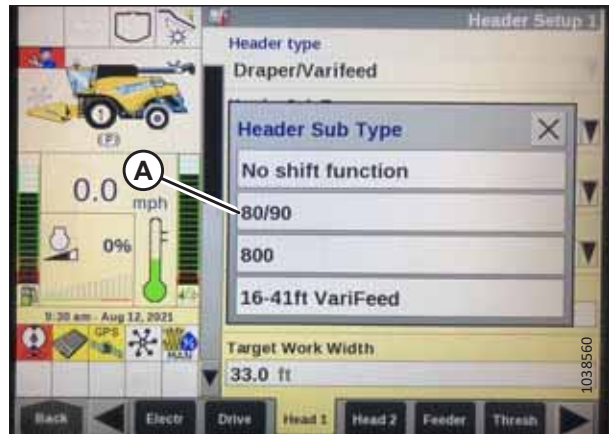 Header Setup 1
Header type
Draper/Varifeed
Header Sub Type
No shift function
80/90
800
16-41ft VariFeed
A
1
(F)
0.0 mph
0%
9:30 am - Aug 12, 2021
GPS
MAN
Target Work Width
33.0 ft
1038560
Back
Electr
Drive
Head 1
Head 2
Feeder
Thresh